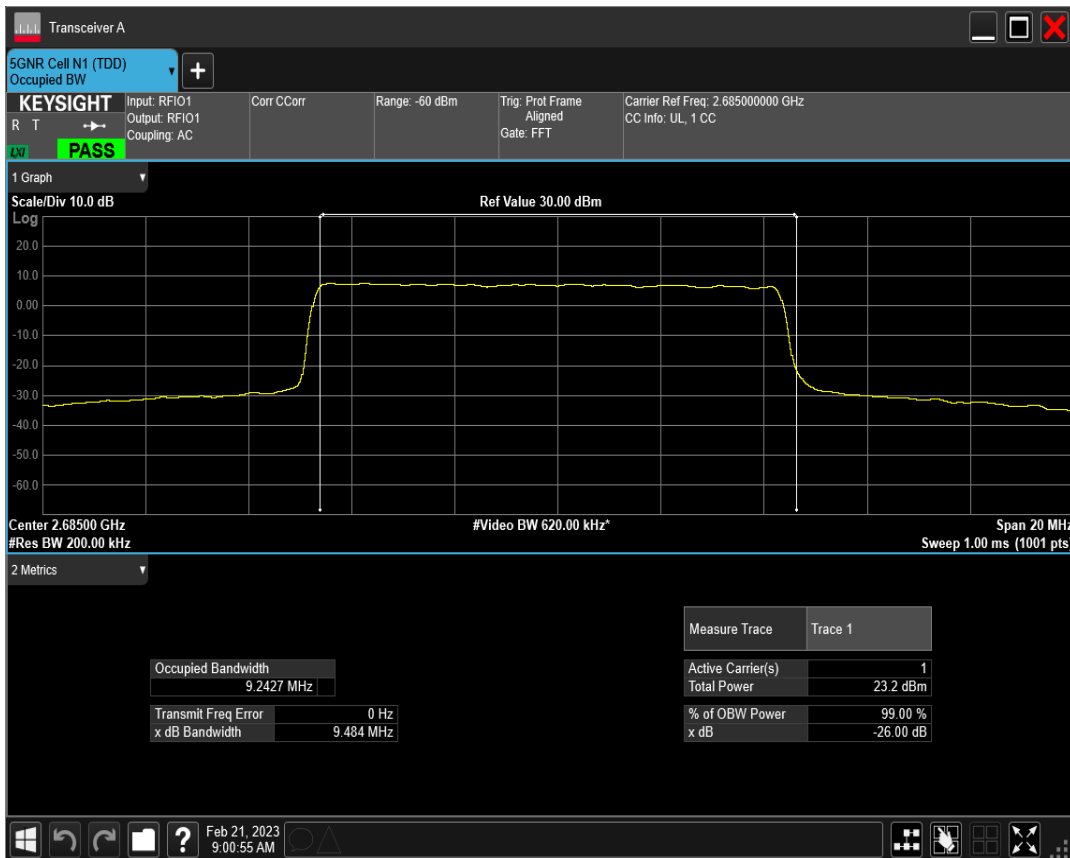 Transceiver A
5GNR Cell N1 (TDD)
Occupied BW
KEYSIGHT
R T
LXI
PASS
Input: RFIO1
Output: RFIO1
Coupling: AC
Corr CCorr
Range: -60 dBm
Trig: Prot Frame
Aligned
Gate: FFT
Carrier Ref Freq: 2.685000000 GHz
CC Info: UL, 1 CC
1 Graph
Scale/Div 10.0 dB
Ref Value 30.00 dBm
Log
20.0
10.0
0.00
-10.0
-20.0
-30.0
-40.0
-50.0
-60.0
Center 2.68500 GHz
#Video BW 620.00 kHz*
Span 20 MHz
#Res BW 200.00 kHz
Sweep 1.00 ms (1001 pts)
2 Metrics
Measure Trace Trace 1
Occupied Bandwidth
9.2427 MHz
Active Carrier(s) 1
Total Power 23.2 dBm
Transmit Freq Error 0 Hz
x dB Bandwidth 9.484 MHz
% of OBW Power 99.00 %
x dB -26.00 dB
?
Feb 21, 2023
9:00:55 AM